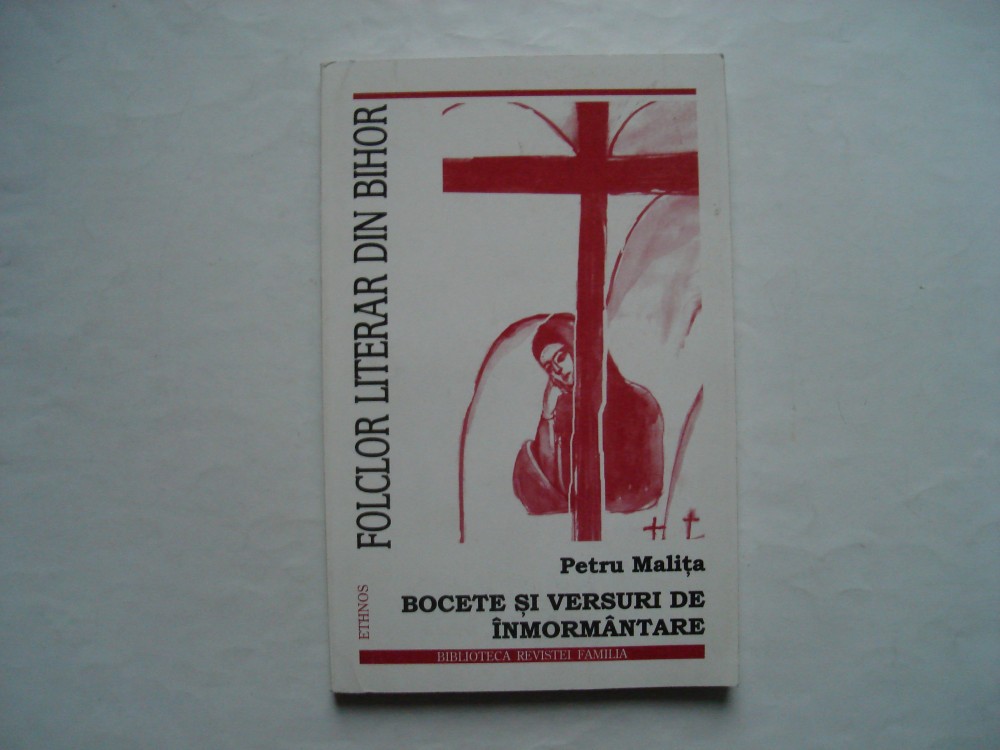 FOLCLOR LITERAR DIN BIHOR
ETHNOS
Petru Malița
BOCETE ȘI VERSURI DE
ÎNMORMÂNTARE
BIBLIOTECA REVISTEI FAMILIA